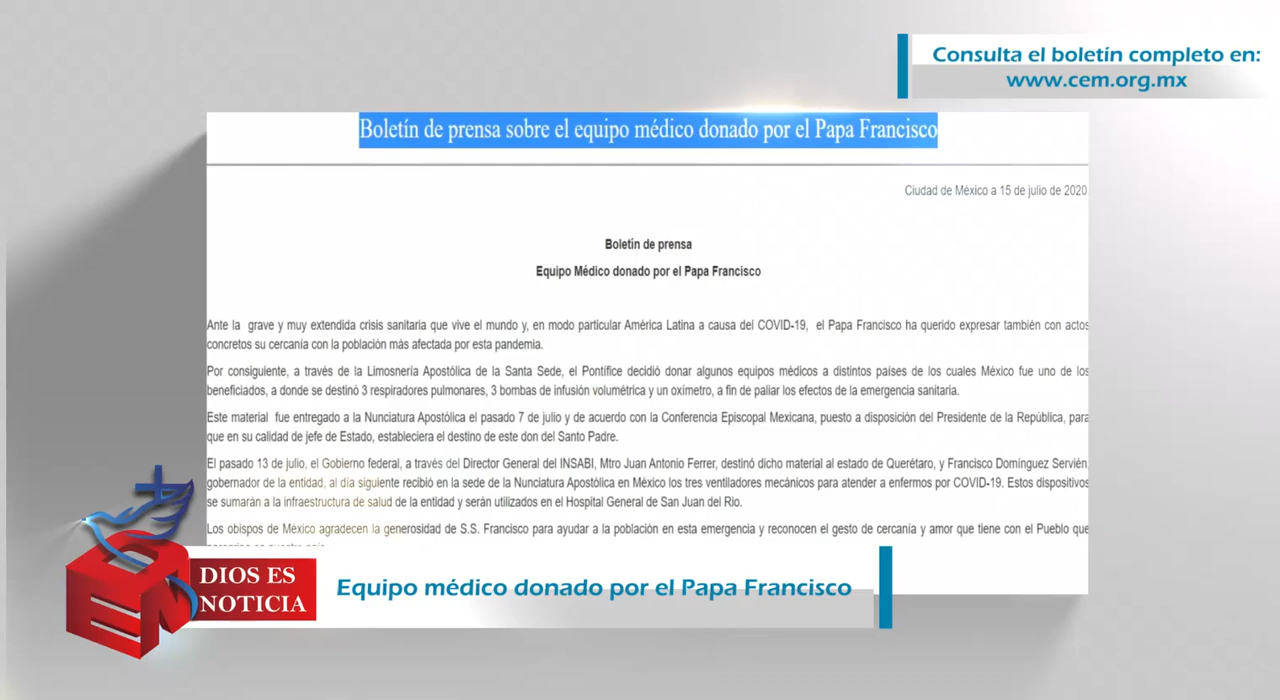 Consulta el boletín completo en:
www.cem.org.mx
Boletín de prensa sobre el equipo médico donado por el Papa Francisco
Ciudad de México a 15 de julio de 2020
Boletín de prensa
Equipo Médico donado por el Papa Francisco
Ante la grave y muy extendida crisis sanitaria que vive el mundo y, en modo particular América Latina a causa del COVID-19, el Papa Francisco ha querido expresar también con actos
concretos su cercanía con la población más afectada por esta pandemia.
Por consiguiente, a través de la Limosnería Apostólica de la Santa Sede, el Pontífice decidió donar algunos equipos médicos a distintos países de los cuales México fue uno de los
beneficiados, a donde se destinó 3 respiradores pulmonares, 3 bombas de infusión volumétrica y un oxímetro, a fin de paliar los efectos de la emergencia sanitaria.
Este material fue entregado a la Nunciatura Apostólica el pasado 7 de julio y de acuerdo con la Conferencia Episcopal Mexicana, puesto a disposición del Presidente de la República, para
que en su calidad de jefe de Estado, estableciera el destino de este don del Santo Padre.
El pasado 13 de julio, el Gobierno federal, a través del Director General del INSABI, Mtro Juan Antonio Ferrer, destinó dicho material al estado de Querétaro, y Francisco Domínguez Servién,
gobernador de la entidad, al día siguiente recibió en la sede de la Nunciatura Apostólica en México los tres ventiladores mecánicos para atender a enfermos por COVID-19. Estos dispositivos
se sumarán a la infraestructura de salud de la entidad y serán utilizados en el Hospital General de San Juan del Rio.
Los obispos de México agradecen la generosidad de S.S. Francisco para ayudar a la población en esta emergencia y reconocen el gesto de cercanía y amor que tiene con el Pueblo que
DEN
DIOS ES
NOTICIA
Equipo médico donado por el Papa Francisco